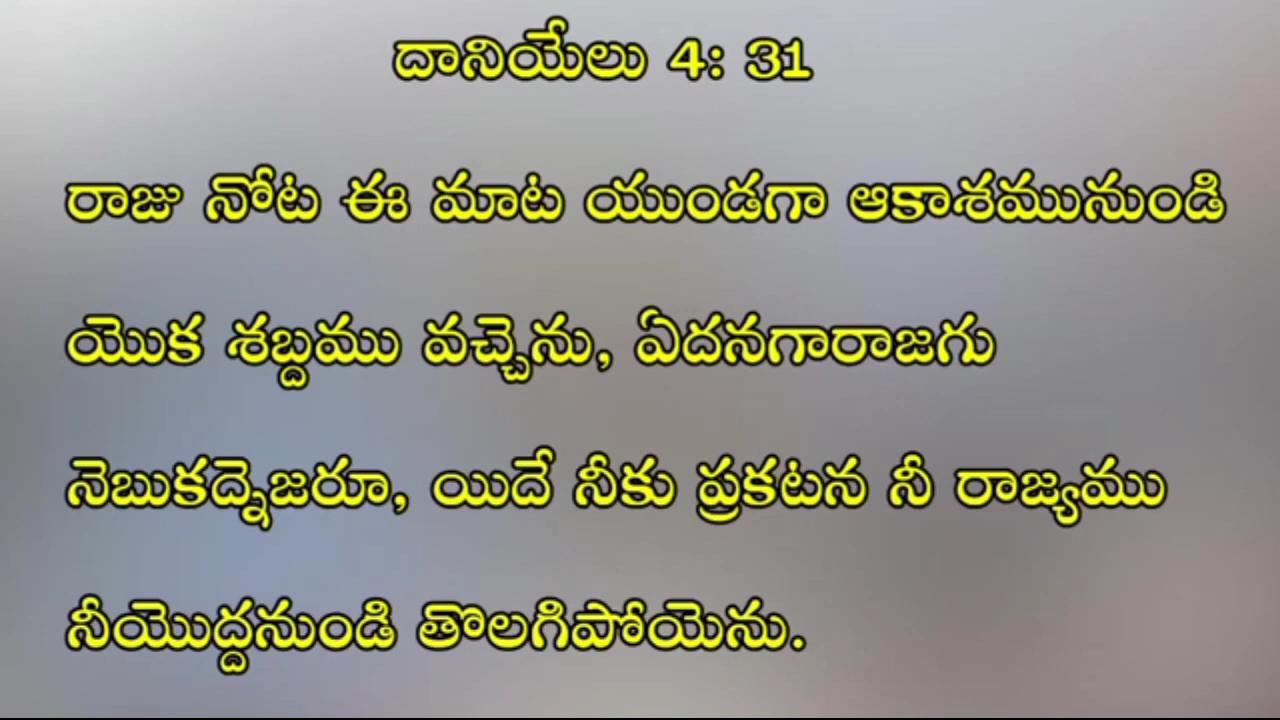 దానియేలు 4: 31
రాజు నోట ఈ మాట యుండగా ఆకాశమునుండి
యొక శబ్దము వచ్చెను, ఏదనగారాజగు
నెబుకద్నెజరూ, యిదే నీకు ప్రకటన నీ రాజ్యము
నీయొద్దనుండి తొలగిపోయెను.